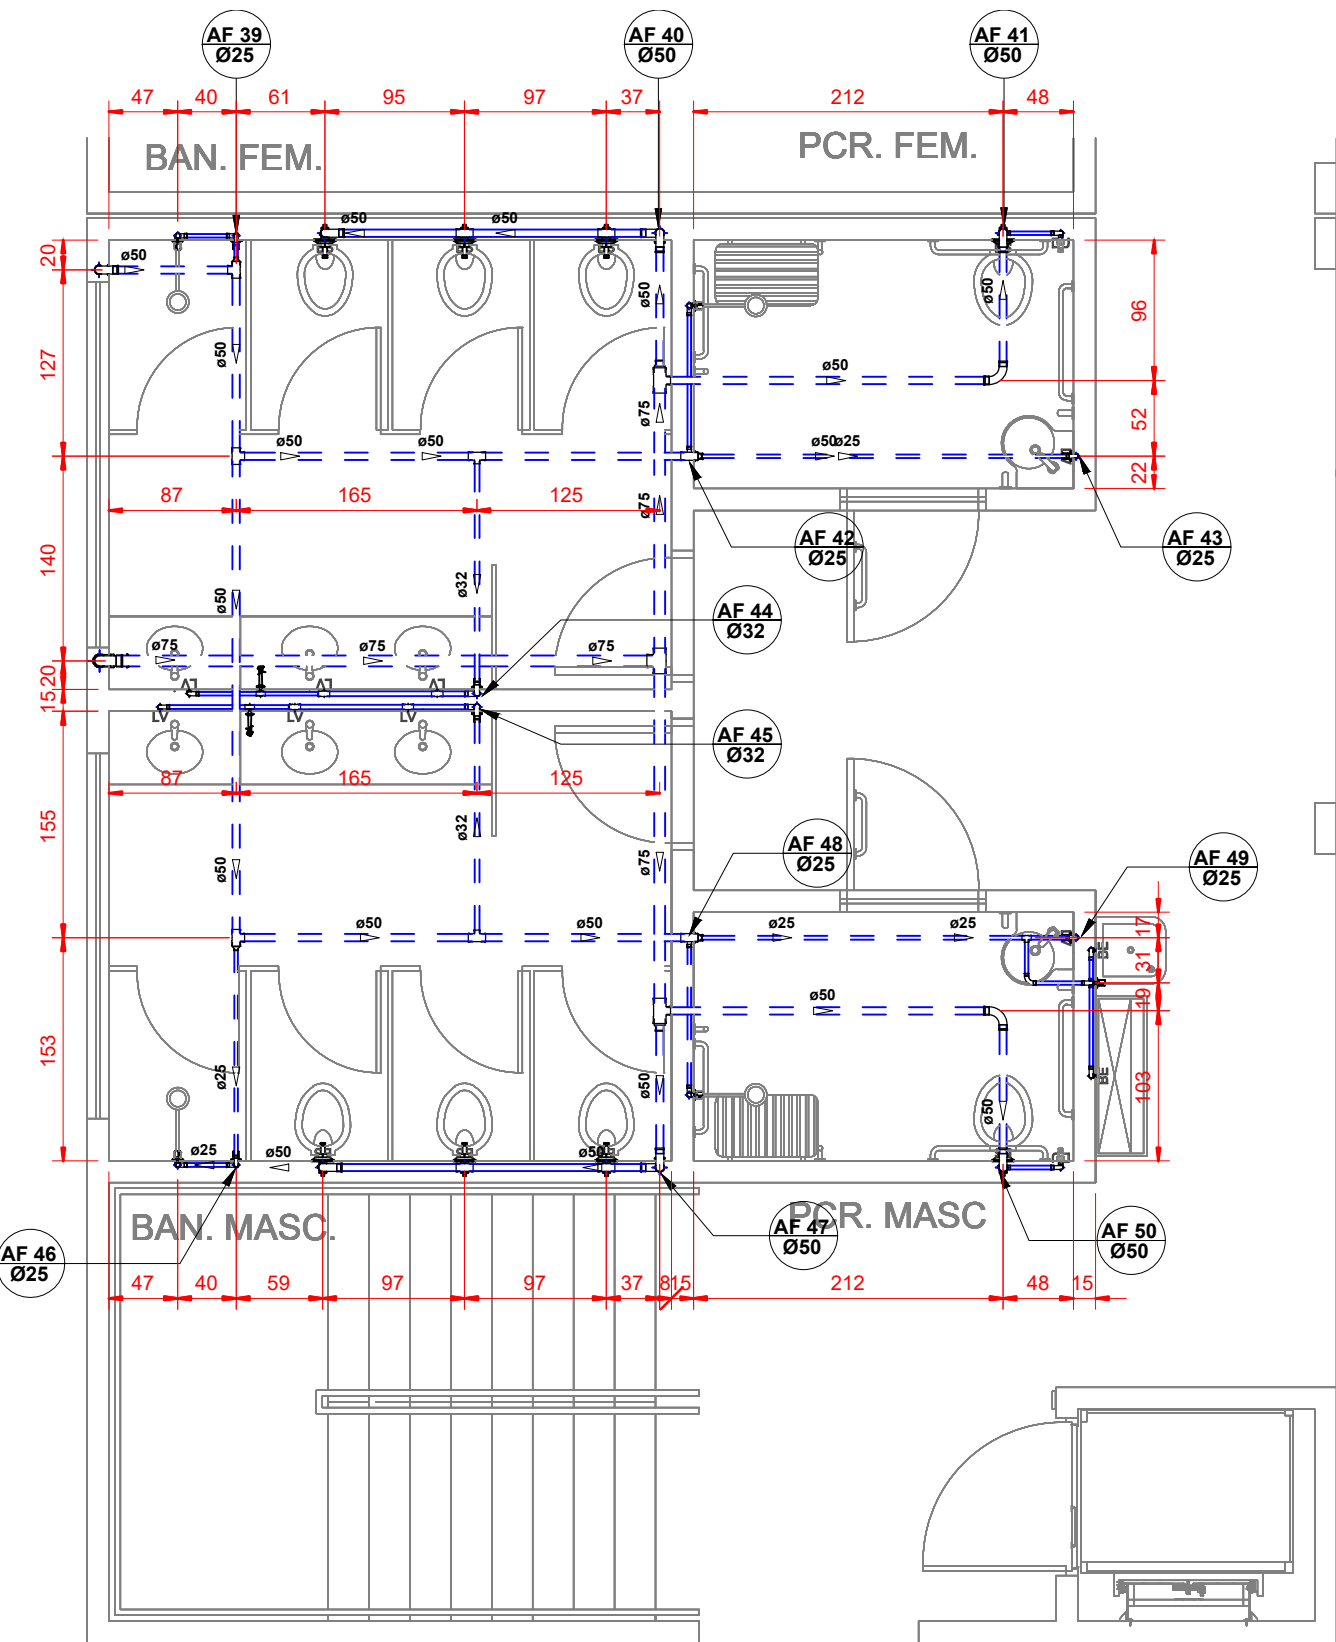 AF 39
Ø25
AF 40
Ø50
AF 41
Ø50
47 40 61 95 97 37 212 48
BAN. FEM.
PCR. FEM.
ø50 ø50
20
ø50
ø50
ø50
127
ø50
96
ø50
ø75
52
ø50 ø50
ø50 ø25
22
87 165 125
ø75
AF 42
Ø25
AF 43
Ø25
140
ø32
ø50
AF 44
Ø32
ø75 ø75 ø75
20
LV LV LV
15
LV LV LV
AF 45
Ø32
87 165 125
155
ø32
ø50
ø75
AF 48
Ø25
AF 49
Ø25
17
ø50 ø50
ø25 ø25
BE
31
ø50
19
153
ø25
ø50
BE
103
ø50
ø25 ø50 ø50
BAN. MASC.
PCR. MASC
AF 47
Ø50
AF 50
Ø50
AF 46
Ø25
47 40 59 97 97 37 8 15 212 48 15